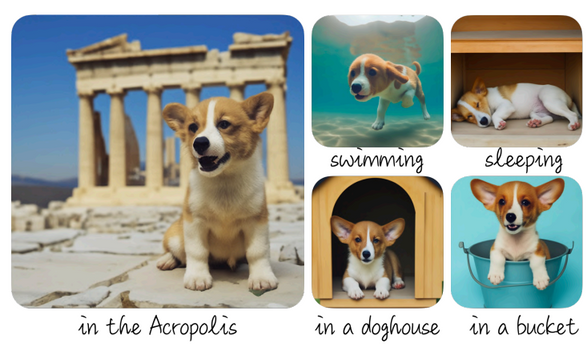 swimming
sleeping
in the Acropolis
in a doghouse
in a bucket